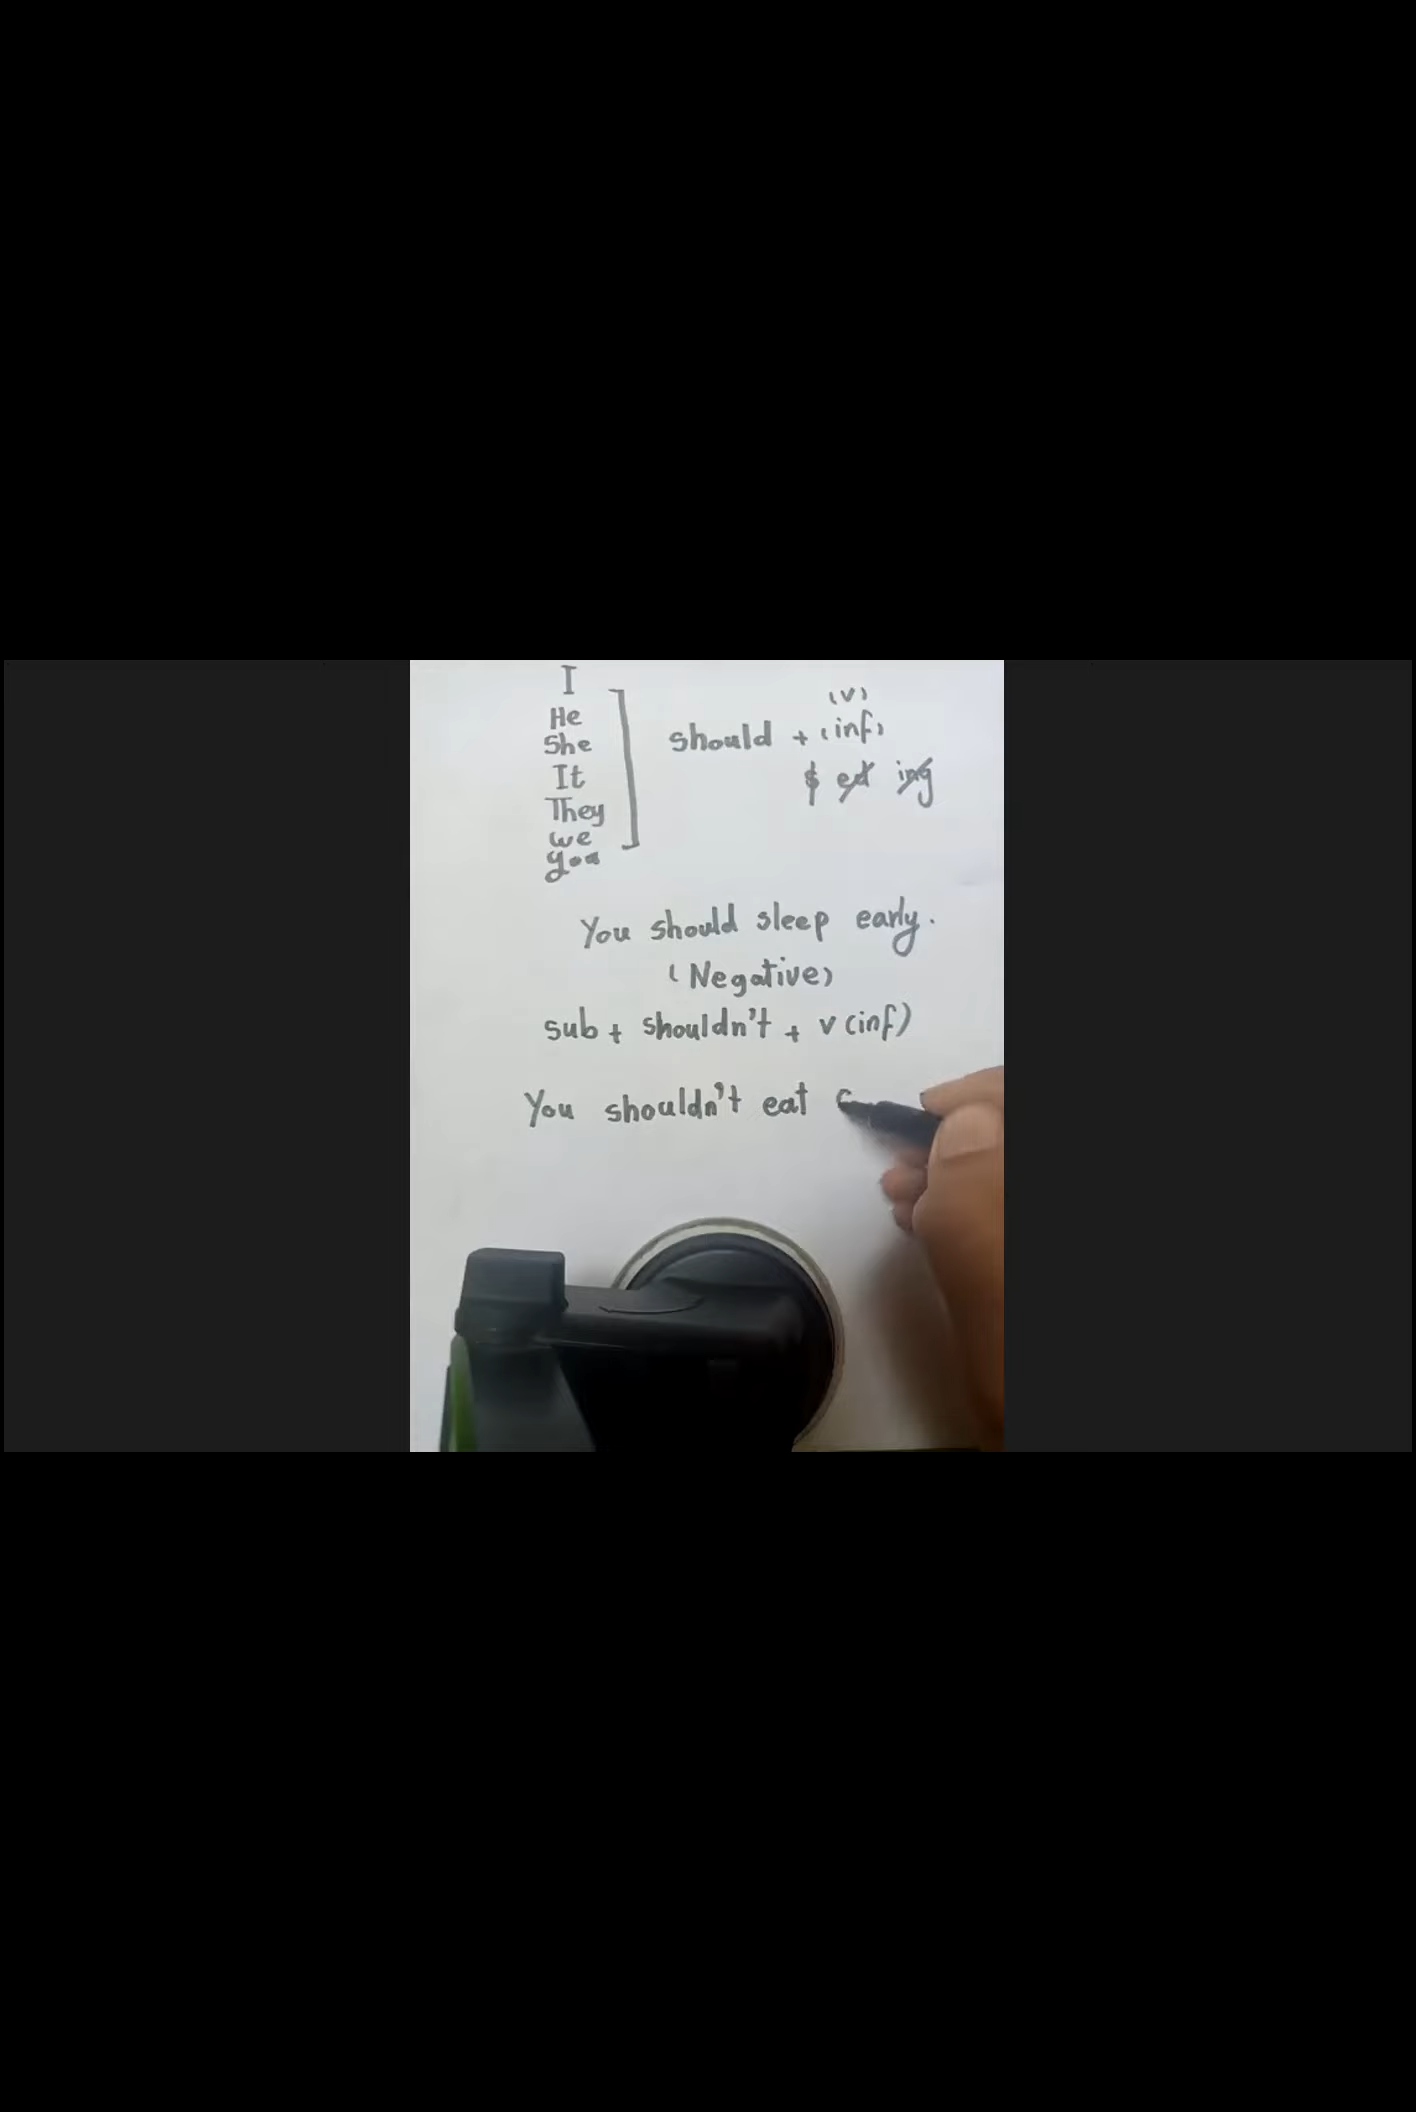 I
He
She
It
They
we
you
should + (inf)
(v)
s ed ing
You should sleep early.
(Negative)
sub + shouldn't + v (inf)
You shouldn't eat